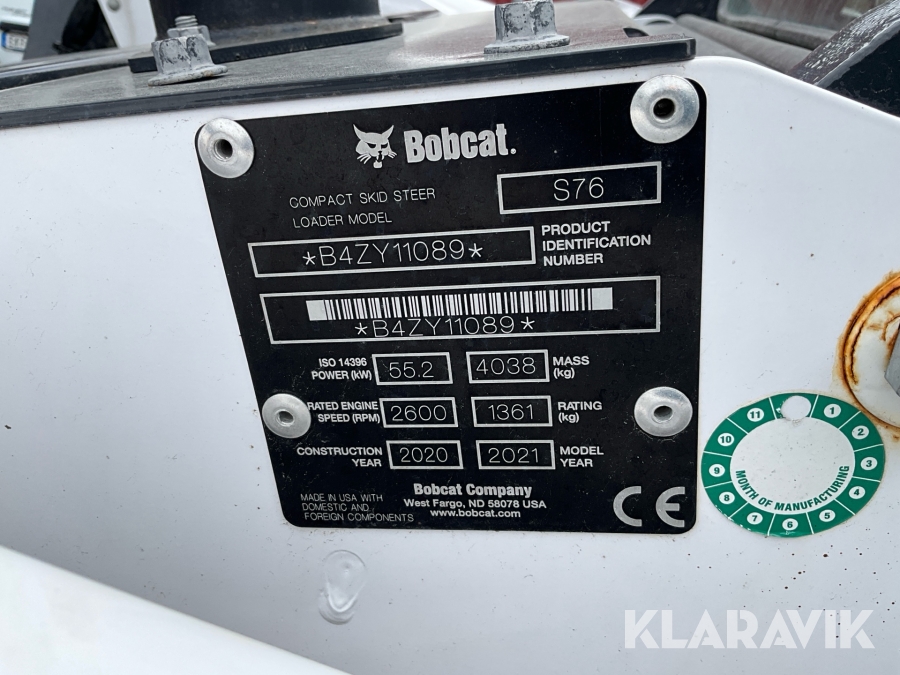 Bobcat.
COMPACT SKID STEER
LOADER MODEL
S76
*B4ZY11089*
PRODUCT
IDENTIFICATION
NUMBER
*B4ZY11089*
ISO 14396
POWER (kW)
55.2
4038
MASS
(kg)
RATED ENGINE
SPEED (RPM)
2600
1361
RATING
(kg)
CONSTRUCTION
YEAR
2020
2021
MODEL
YEAR
MADE IN USA WITH
DOMESTIC AND
FOREIGN COMPONENTS
Bobcat Company
West Fargo, ND 58078 USA
www.bobcat.com
CE
1 2 3 4 5 6 7 8 9 10 11
MONTH OF MANUFACTURING
KLARAVIK